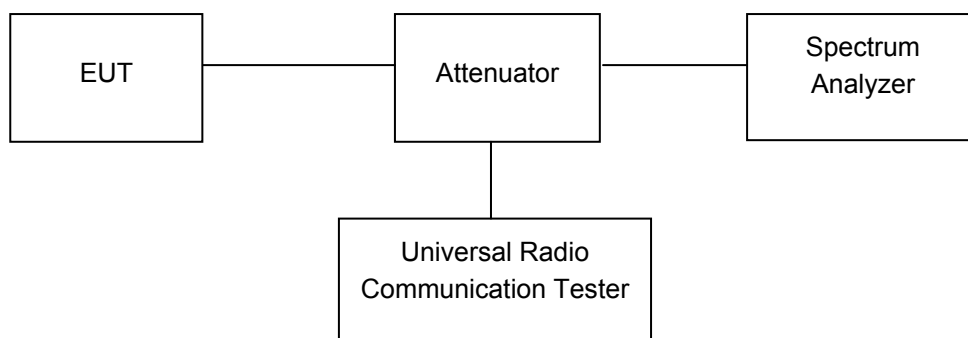 EUT
Attenuator
Spectrum
Analyzer
Universal Radio
Communication Tester